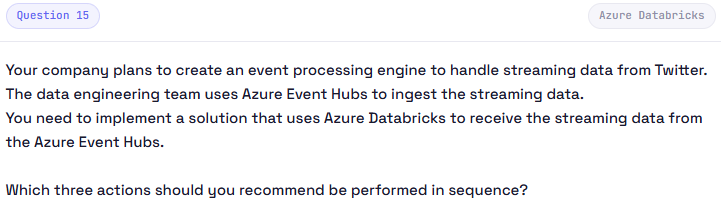 Question 15
Azure Databricks
Your company plans to create an event processing engine to handle streaming data from Twitter.
The data engineering team uses Azure Event Hubs to ingest the streaming data.
You need to implement a solution that uses Azure Databricks to receive the streaming data from
the Azure Event Hubs.
Which three actions should you recommend be performed in sequence?